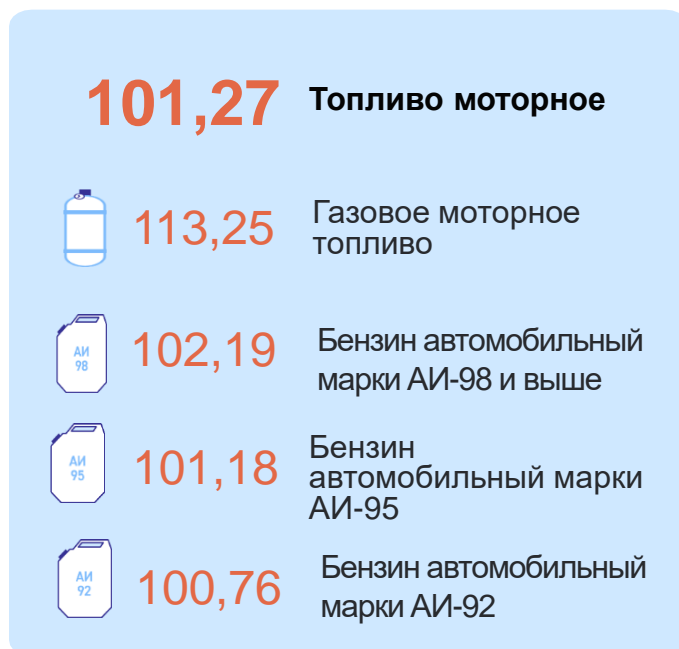 101,27 Топливо моторное
113,25 Газовое моторное
топливо
АИ
98
102,19 Бензин автомобильный
марки АИ-98 и выше
АИ
95
101,18 Бензин
автомобильный марки
АИ-95
АИ
92
100,76 Бензин автомобильный
марки АИ-92